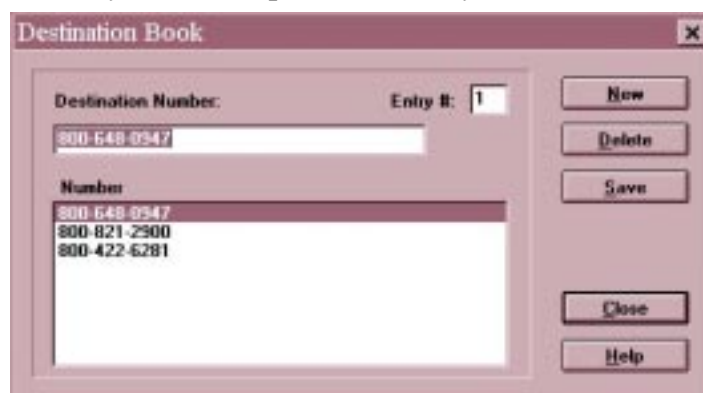 Destination Book
Destination Number:
Entry #: 1
800-648-0947
Number
800-648-0947
800-821-2900
800-422-6281
New
Delete
Save
Close
Help